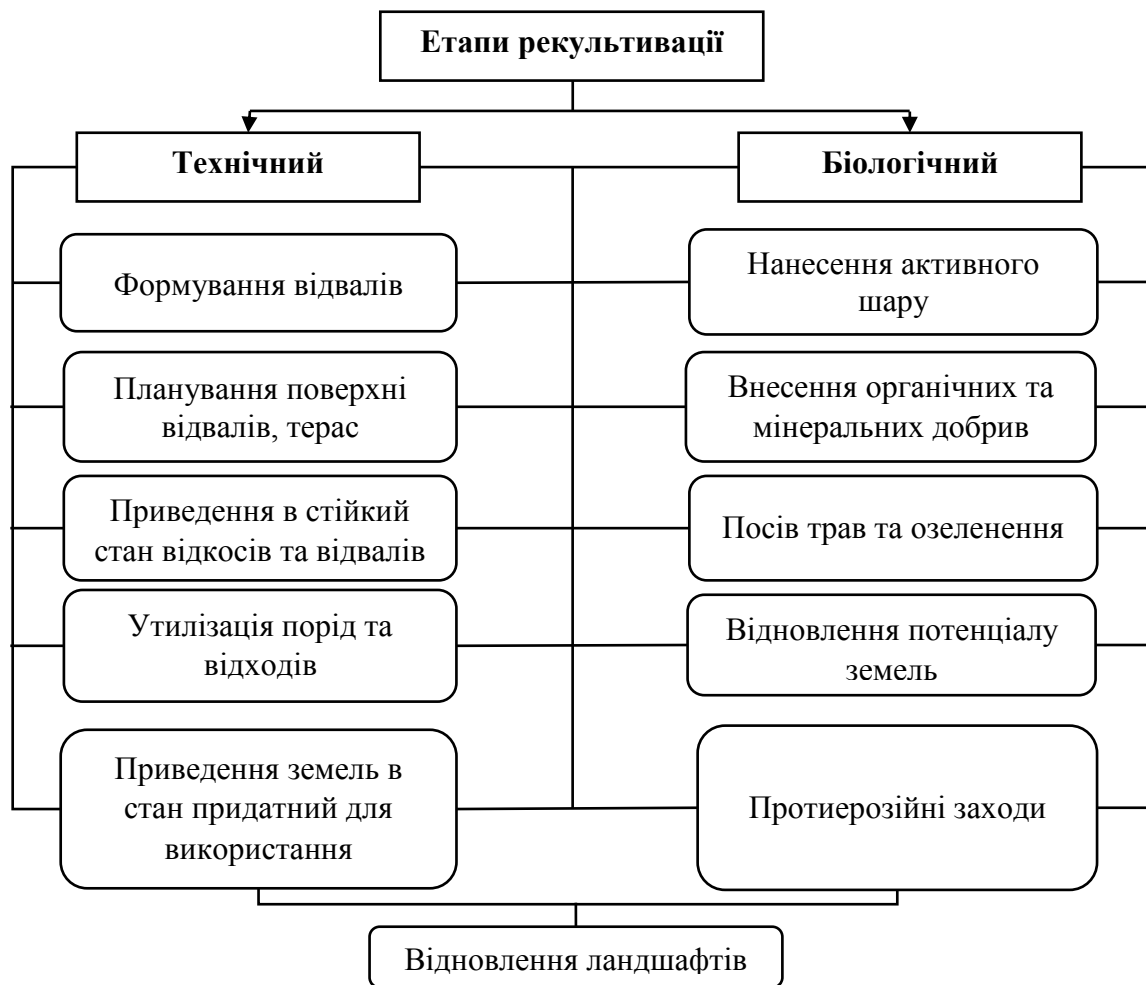 Етапи рекультивації
Технічний
Біологічний
Формування відвалів
Нанесення активного
шару
Планування поверхні
відвалів, терас
Внесення органічних та
мінеральних добрив
Приведення в стійкий
стан відкосів та відвалів
Посів трав та озеленення
Утилізація порід та
відходів
Відновлення потенціалу
земель
Приведення земель в
стан придатний для
використання
Протиерозійні заходи
Відновлення ландшафтів